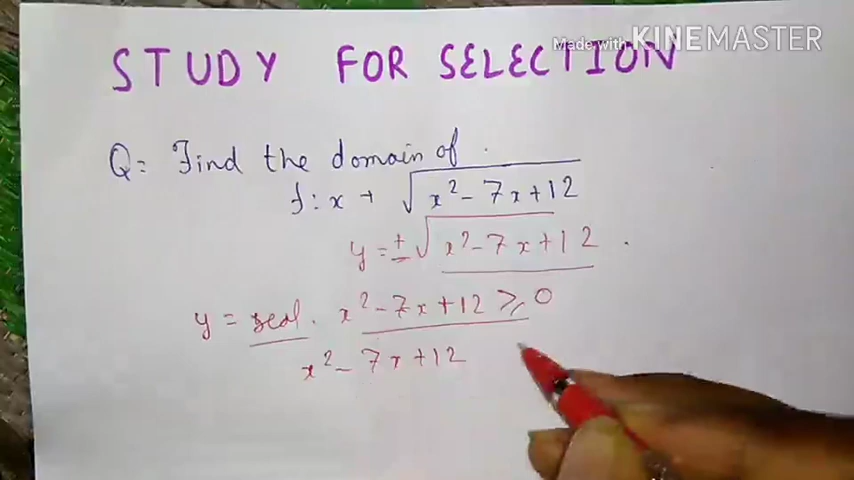 STUDY FOR SELECTION
Made with KINEMASTER
Q= Find the domain of .
f: x → √x²-7x+12
y = ± √x²-7x+12 .
y = real. x²-7x+12 ≥ 0
x²-7x+12